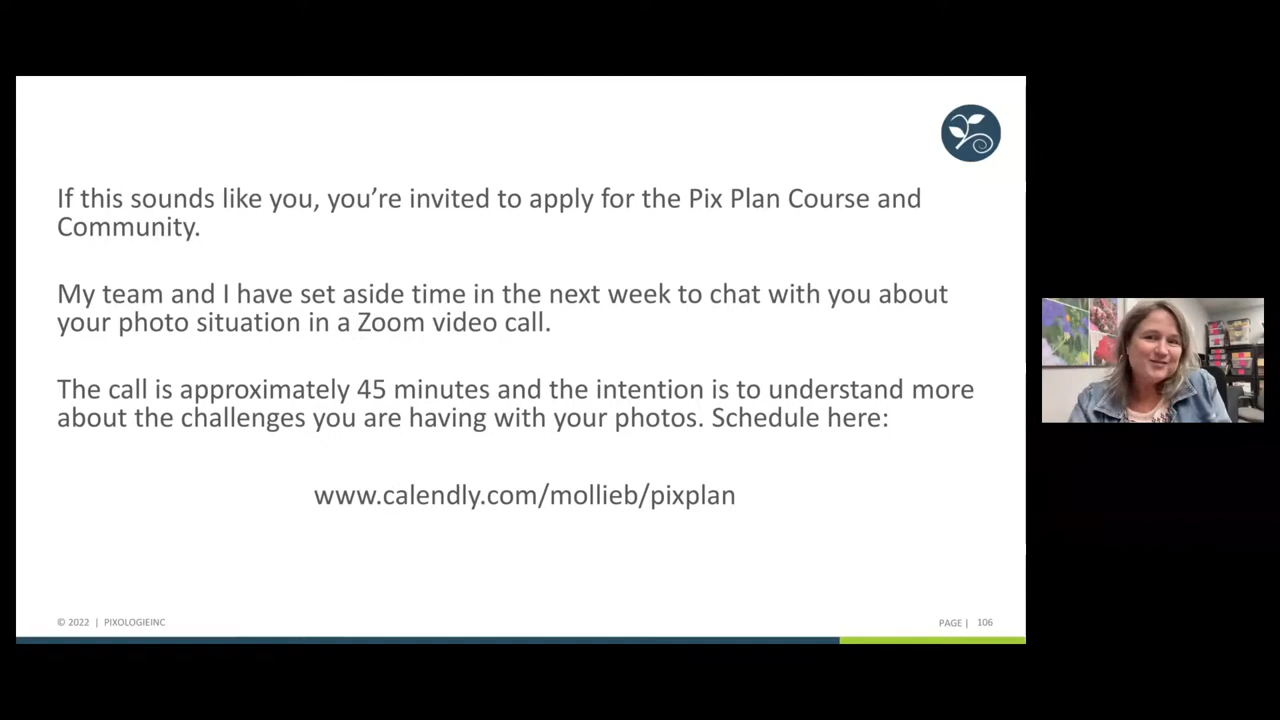 If this sounds like you, you’re invited to apply for the Pix Plan Course and
Community.
My team and I have set aside time in the next week to chat with you about
your photo situation in a Zoom video call.
The call is approximately 45 minutes and the intention is to understand more
about the challenges you are having with your photos. Schedule here:
www.calendly.com/mollieb/pixplan
© 2022 | PIXOLOGIEINC
PAGE | 106